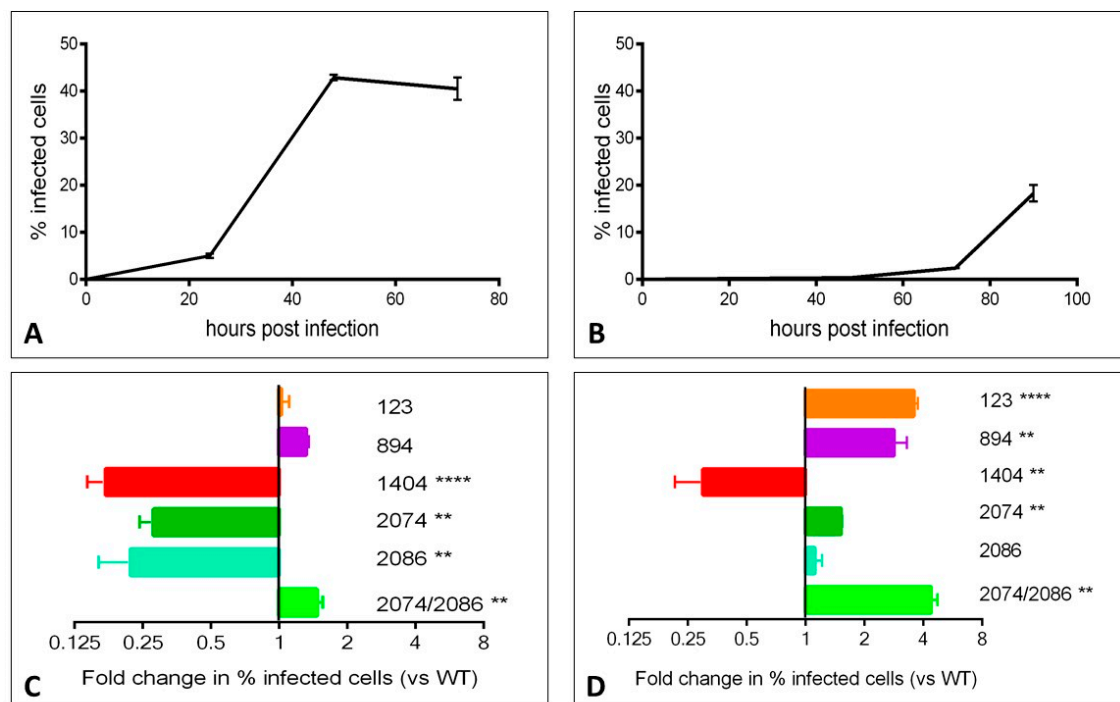 % infected cells
50
40
30
20
10
0
0 20 40 60 80
hours post infection
A
% infected cells
50
40
30
20
10
0
0 20 40 60 80 100
hours post infection
B
123
894
1404 ****
2074 **
2086 **
2074/2086 **
0.125 0.25 0.5 1 2 4 8
Fold change in % infected cells (vs WT)
C
123 ****
894 **
1404 **
2074 **
2086
2074/2086 **
0.125 0.25 0.5 1 2 4 8
Fold change in % infected cells (vs WT)
D